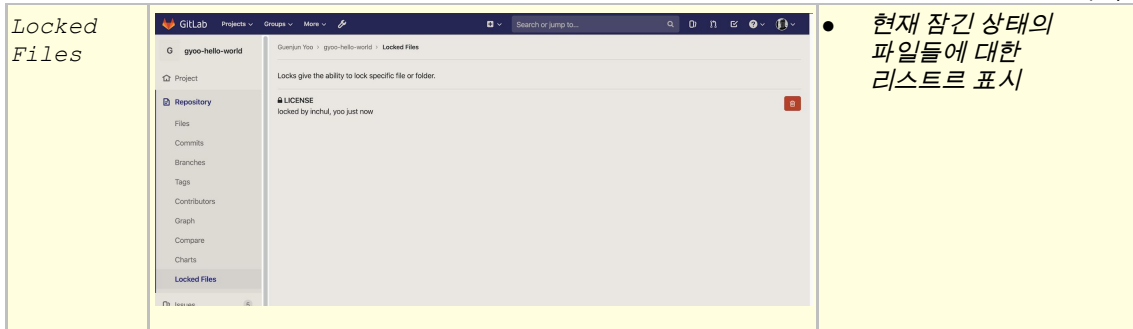 Locked
Files
GitLab Projects Groups More Search or jump to...
G gyoo-hello-world
Guenjun Yoo › gyoo-hello-world › Locked Files
Project
Locks give the ability to lock specific file or folder.
Repository
LICENSE
locked by inchul, yoo just now
Files
Commits
Branches
Tags
Contributors
Graph
Compare
Charts
Locked Files
Issues
● 현재 잠긴 상태의
파일들에 대한
리스트르 표시